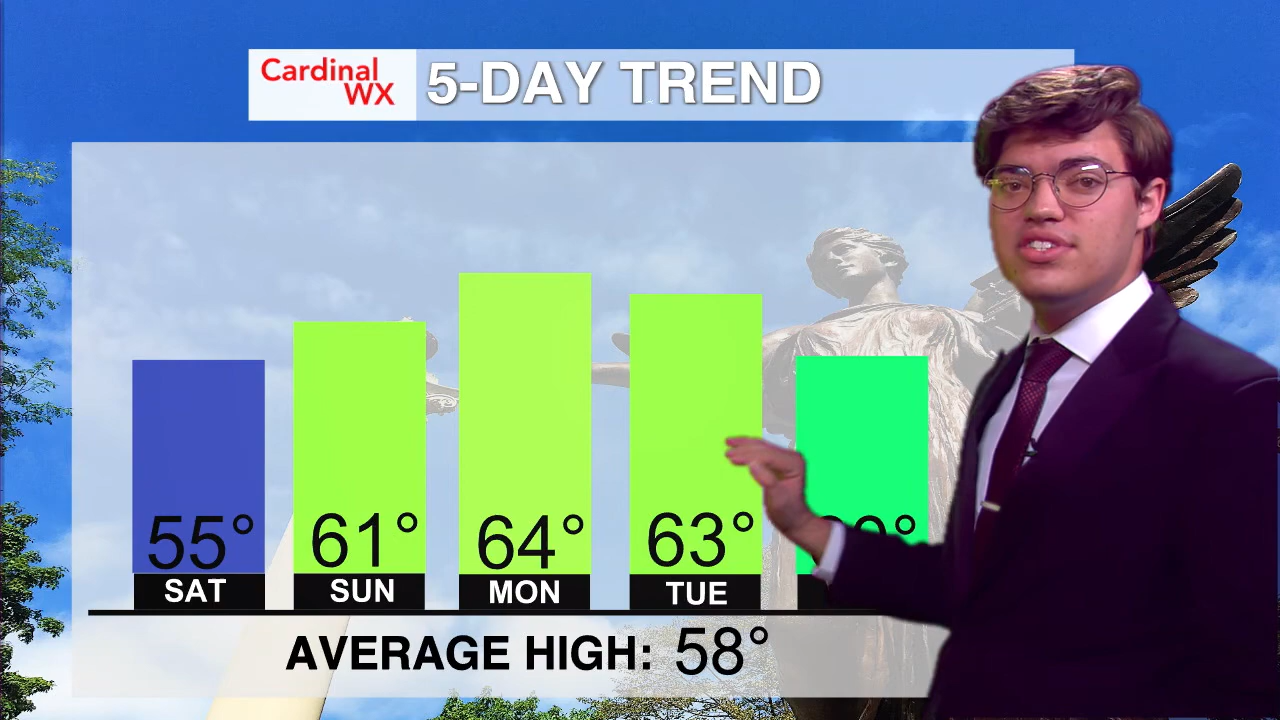 Cardinal
WX
5-DAY TREND
55° 61° 64° 63°
SAT SUN MON TUE
AVERAGE HIGH: 58°